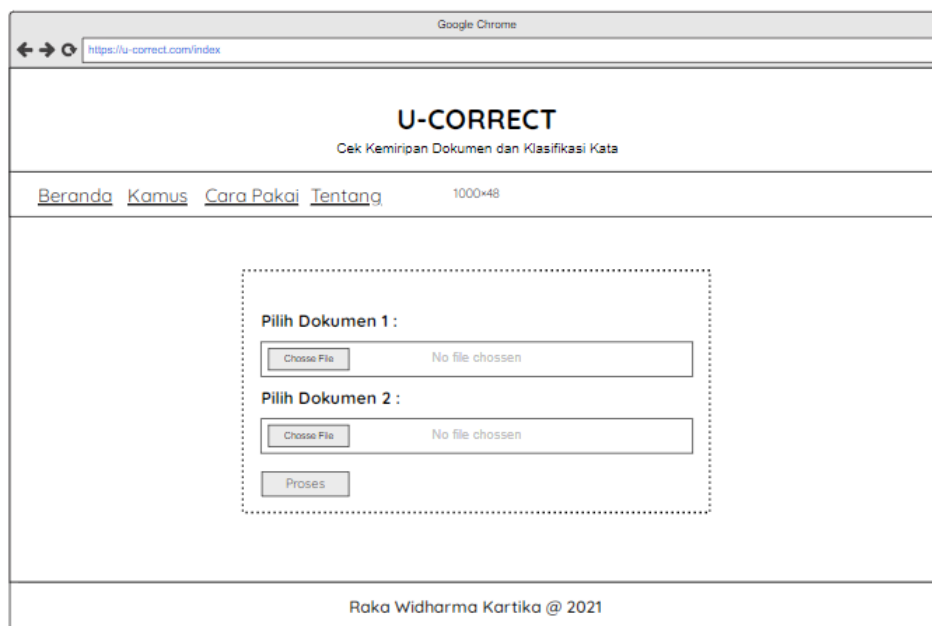 Google Chrome
https://u-correct.com/index
U-CORRECT
Cek Kemiripan Dokumen dan Klasifikasi Kata
Beranda Kamus Cara Pakai Tentang 1000×48
Pilih Dokumen 1 :
Chosse File No file chossen
Pilih Dokumen 2 :
Chosse File No file chossen
Proses
Raka Widharma Kartika @ 2021